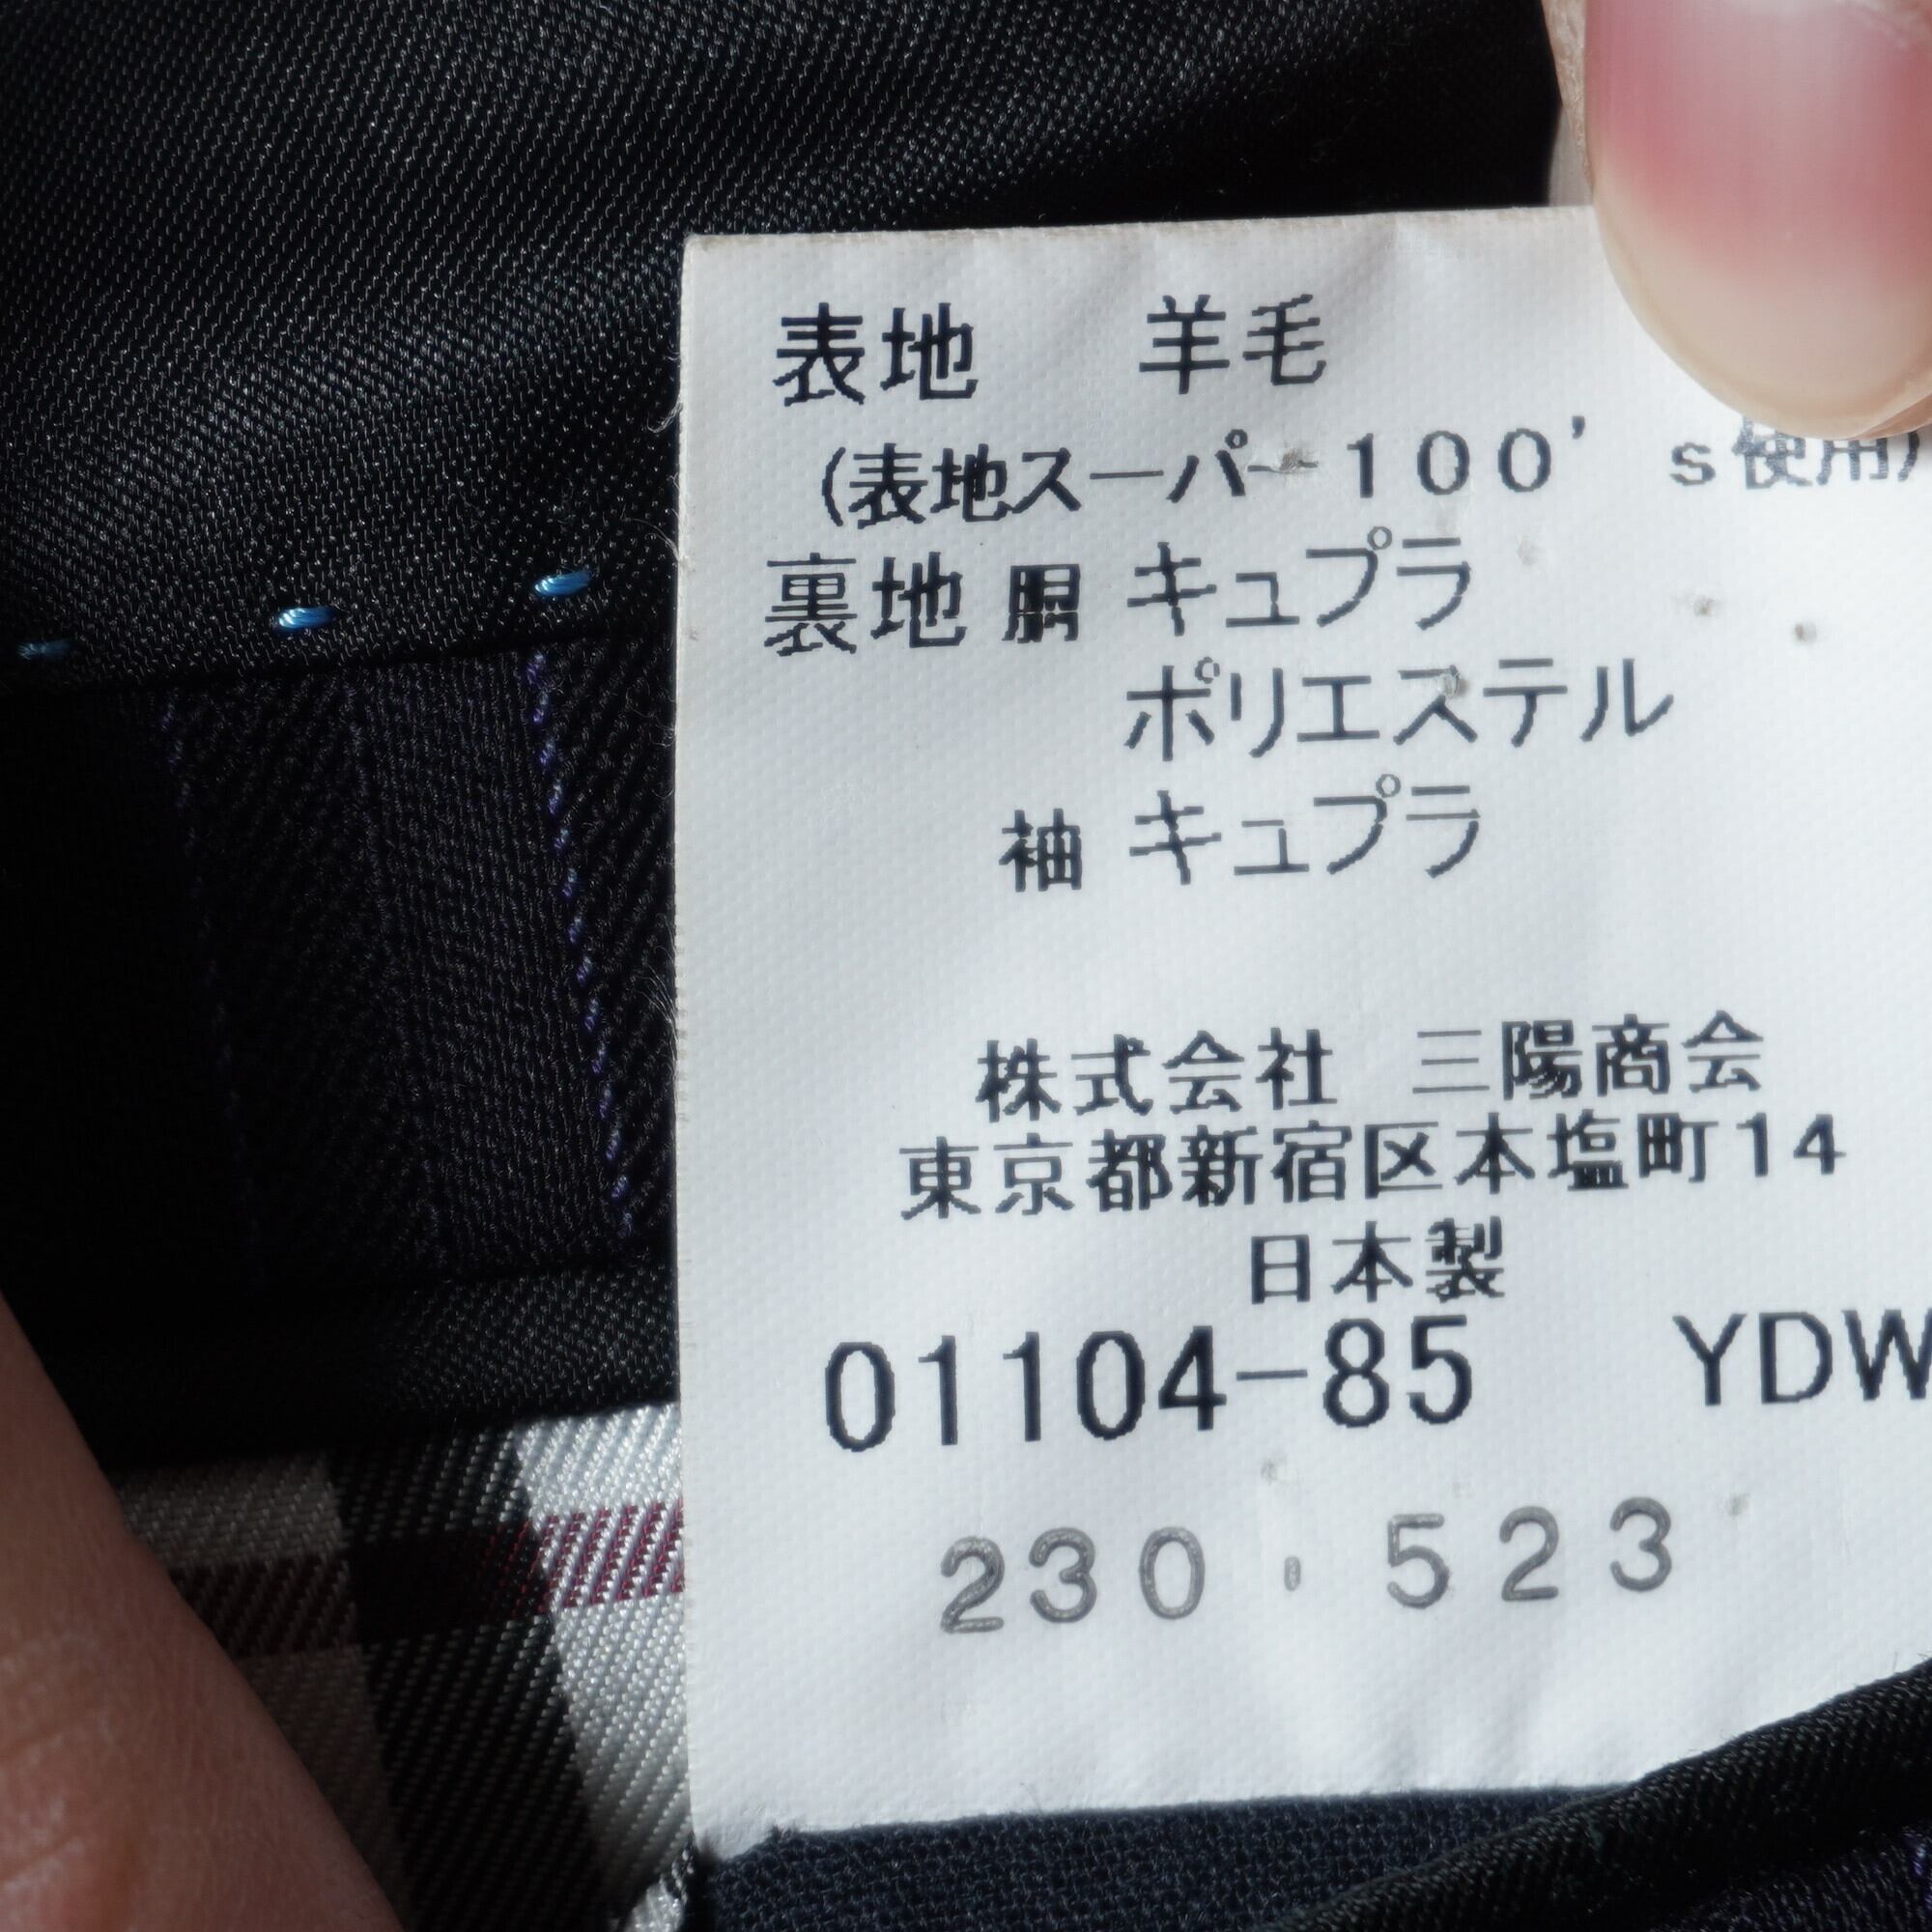 表地 羊毛
(表地スーパー100's使用)
裏地 胴 キュプラ
ポリエステル
袖 キュプラ
株式会社 三陽商会
東京都新宿区本塩町14
日本製
01104-85 YDW
230.523